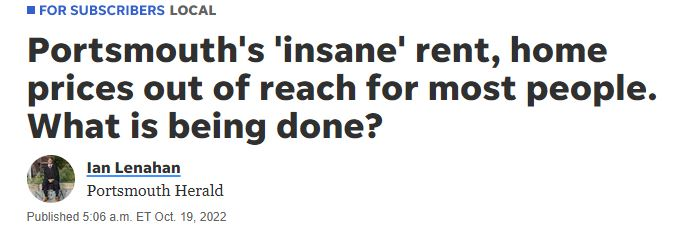 FOR SUBSCRIBERS LOCAL
Portsmouth's 'insane' rent, home
prices out of reach for most people.
What is being done?
Ian Lenahan
Portsmouth Herald
Published 5:06 a.m. ET Oct. 19, 2022